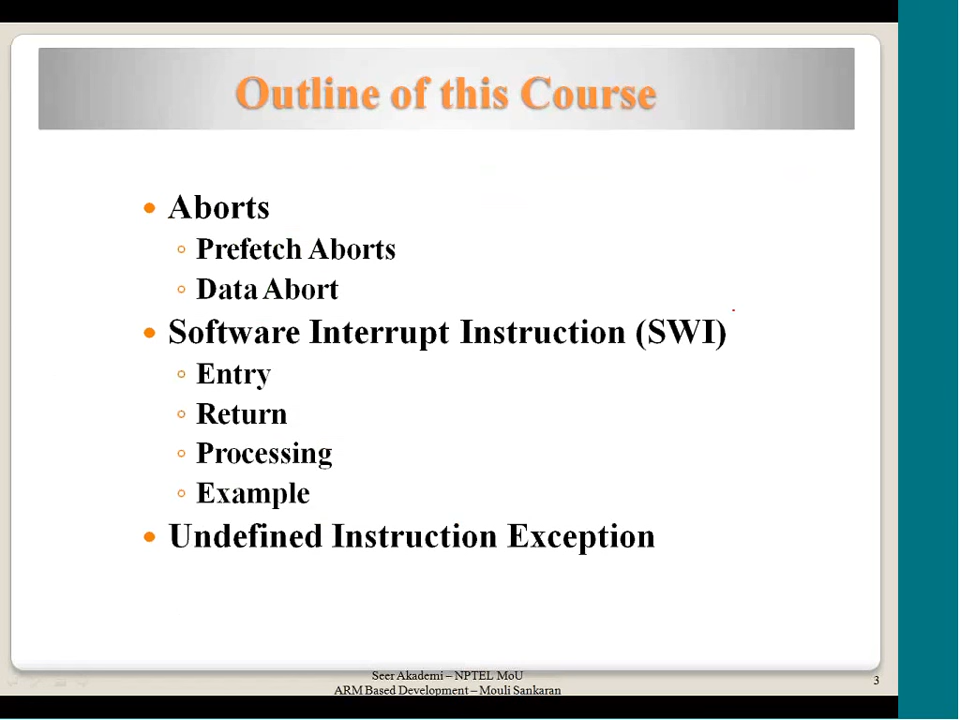 Outline of this Course
Aborts
Prefetch Aborts
Data Abort
Software Interrupt Instruction (SWI)
Entry
Return
Processing
Example
Undefined Instruction Exception
Seer Akademi – NPTEL MoU
ARM Based Development – Mouli Sankaran
3